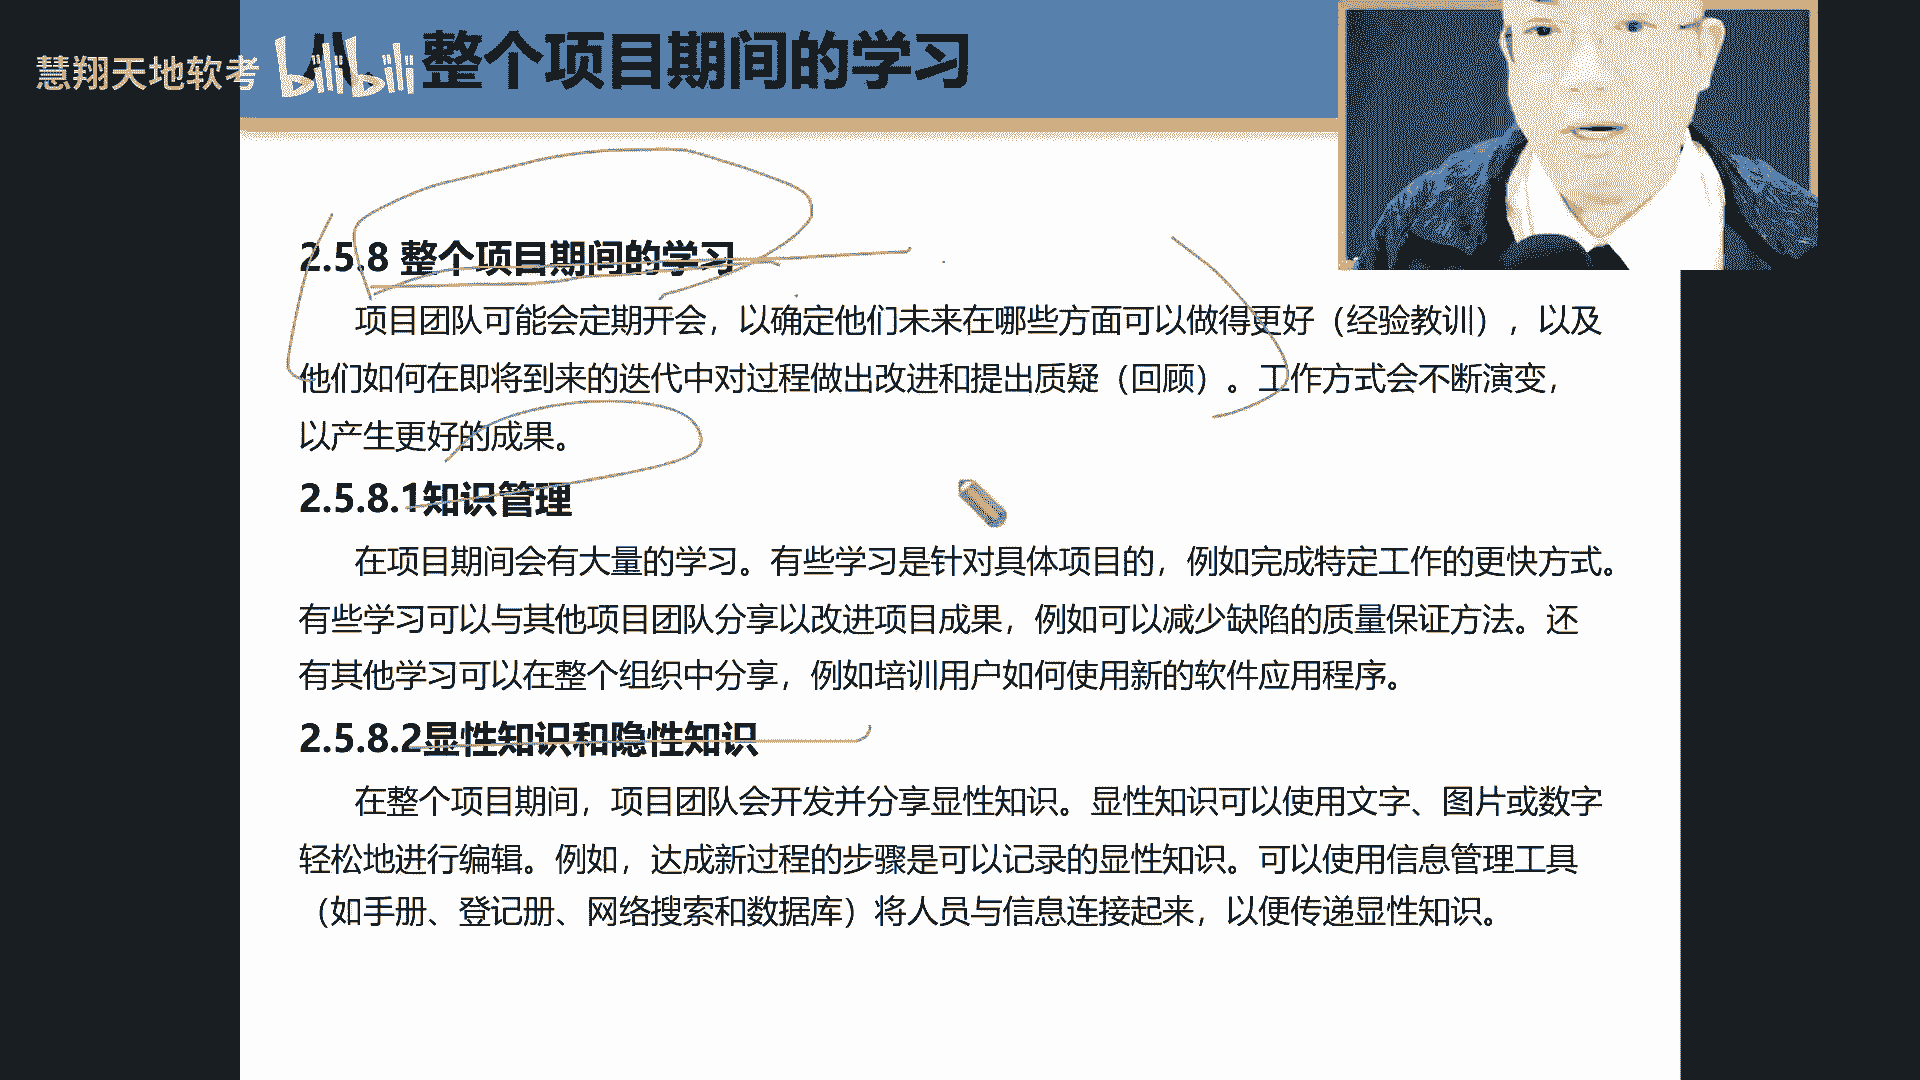 慧翔天地软考
bilibili
八、整个项目期间的学习
2.5.8 整个项目期间的学习
项目团队可能会定期开会，以确定他们未来在哪些方面可以做得更好（经验教训），以及
他们如何在即将到来的迭代中对过程做出改进和提出质疑（回顾）。工作方式会不断演变，
以产生更好的成果。
2.5.8.1知识管理
在项目期间会有大量的学习。有些学习是针对具体项目的，例如完成特定工作的更快方式。
有些学习可以与其他项目团队分享以改进项目成果，例如可以减少缺陷的质量保证方法。还
有其他学习可以在整个组织中分享，例如培训用户如何使用新的软件应用程序。
2.5.8.2显性知识和隐性知识
在整个项目期间，项目团队会开发并分享显性知识。显性知识可以使用文字、图片或数字
轻松地进行编辑。例如，达成新过程的步骤是可以记录的显性知识。可以使用信息管理工具
（如手册、登记册、网络搜索和数据库）将人员与信息连接起来，以便传递显性知识。